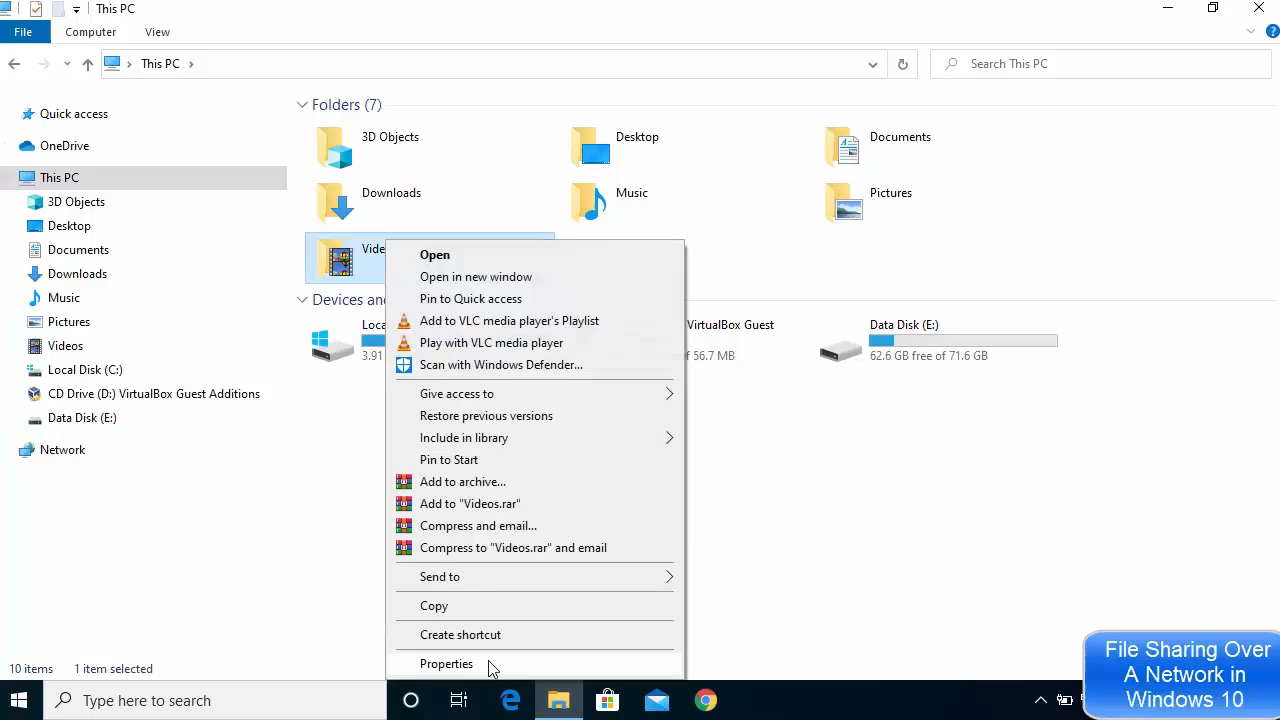 This PC
File
Computer
View
This PC
Search This PC
Quick access
OneDrive
This PC
3D Objects
Desktop
Documents
Downloads
Music
Pictures
Videos
Local Disk (C:)
CD Drive (D:) VirtualBox Guest Additions
Data Disk (E:)
Network
Folders (7)
3D Objects
Desktop
Documents
Downloads
Music
Pictures
Open
Open in new window
Pin to Quick access
Add to VLC media player's Playlist
Play with VLC media player
Scan with Windows Defender...
Give access to
Restore previous versions
Include in library
Pin to Start
Add to archive...
Add to "Videos.rar"
Compress and email...
Compress to "Videos.rar" and email
Send to
Copy
Create shortcut
Properties
Devices
3.91
VirtualBox Guest
of 56.7 MB
Data Disk (E:)
62.6 GB free of 71.6 GB
10 items
1 item selected
File Sharing Over
A Network in
Windows 10
Type here to search